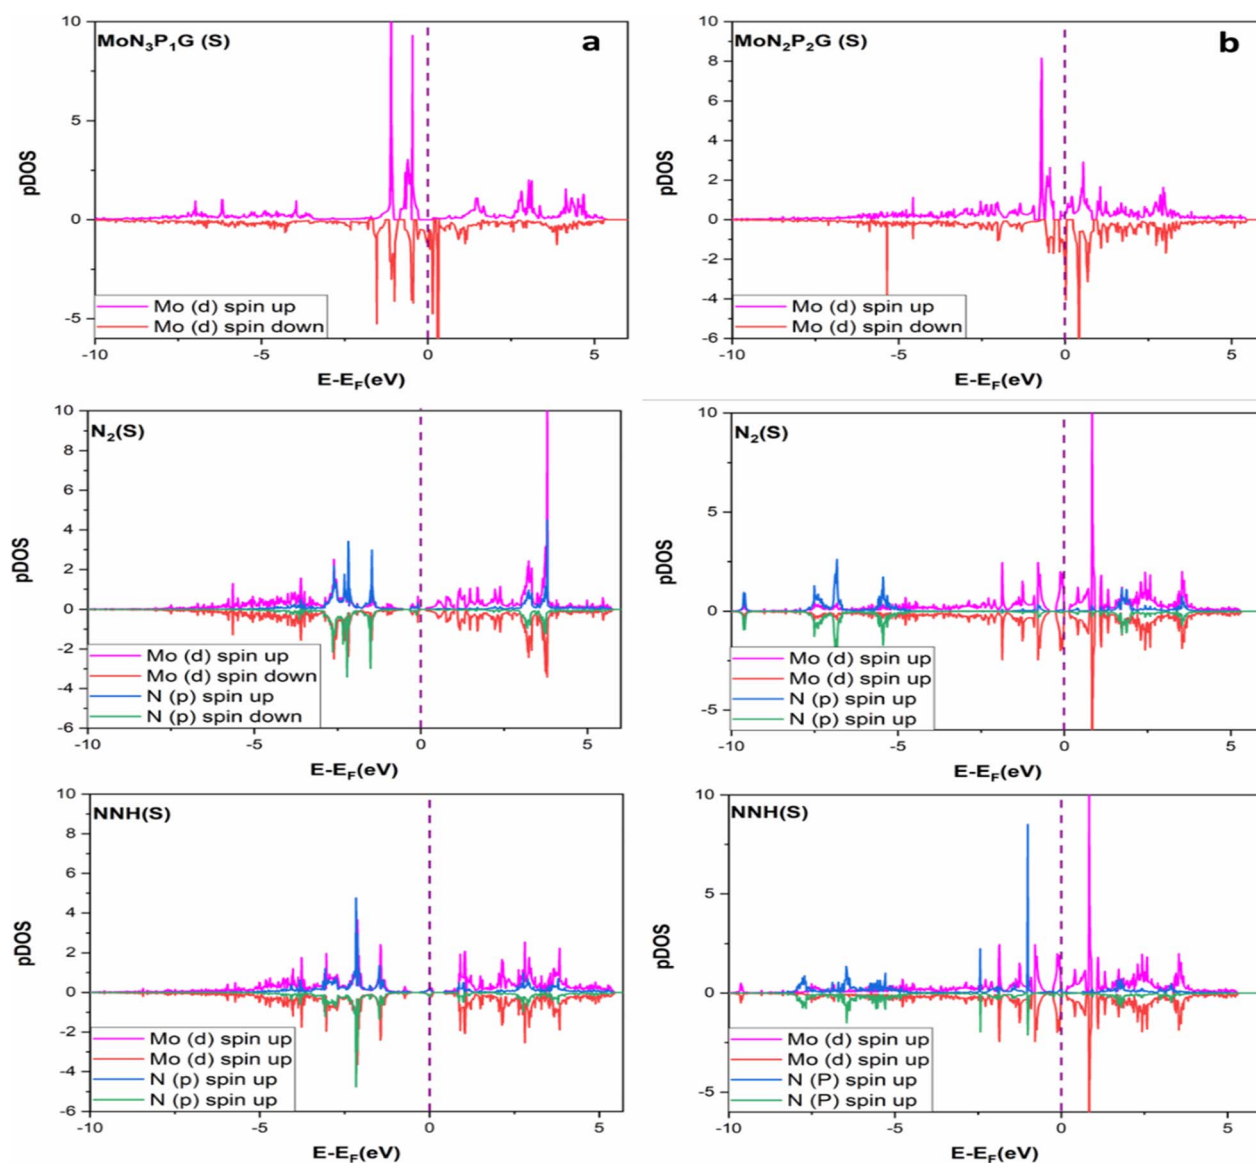 MoN₃P₁G (S)
a
10
5
0
-5
pDOS
Mo (d) spin up
Mo (d) spin down
-10
-5
0
5
E-E_F(eV)
MoN₂P₂G (S)
b
10
8
6
4
2
0
-2
-4
-6
pDOS
Mo (d) spin up
Mo (d) spin down
-10
-5
0
5
E-E_F(eV)
N₂(S)
10
8
6
4
2
0
-2
-4
-6
pDOS
Mo (d) spin up
Mo (d) spin down
N (p) spin up
N (p) spin down
-10
-5
0
5
E-E_F(eV)
N₂(S)
10
5
0
-5
pDOS
Mo (d) spin up
Mo (d) spin up
N (p) spin up
N (p) spin up
-10
-5
0
5
E-E_F(eV)
NNH(S)
10
8
6
4
2
0
-2
-4
-6
pDOS
Mo (d) spin up
Mo (d) spin up
N (p) spin up
N (p) spin up
-10
-5
0
5
E-E_F(eV)
NNH(S)
10
5
0
-5
pDOS
Mo (d) spin up
Mo (d) spin up
N (P) spin up
N (P) spin up
-10
-5
0
5
E-E_F(eV)